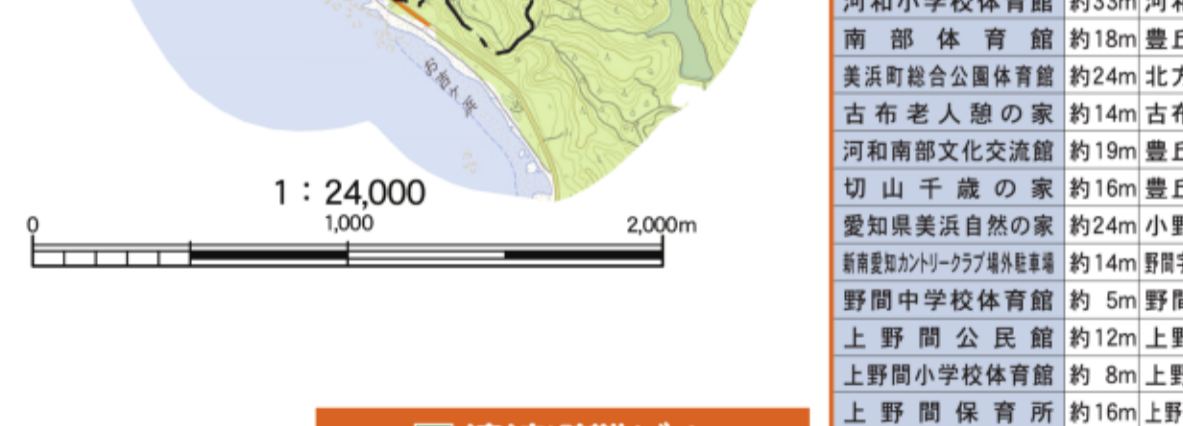 1：24,000
0 1,000 2,000m
河和小学校体育館 約33m 河和
南部体育館 約18m 豊丘
美浜町総合公園体育館 約24m 北方
古布老人憩の家 約14m 古布
河和南部文化交流館 約19m 豊丘
切山千歳の家 約16m 豊丘
愛知県美浜自然の家 約24m 小野
新南愛知カントリークラブ場外駐車場 約14m 野間字
野間中学校体育館 約 5m 野間
上野間公民館 約12m 上野
上野間小学校体育館 約 8m 上野
上野間保育所 約16m 上野